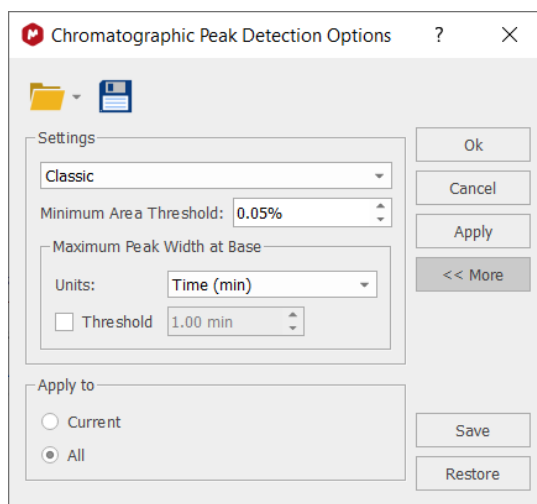 Chromatographic Peak Detection Options
?
Settings
Classic
Minimum Area Threshold: 0.05%
Maximum Peak Width at Base
Units: Time (min)
Threshold 1.00 min
Apply to
Current
All
Ok
Cancel
Apply
<< More
Save
Restore